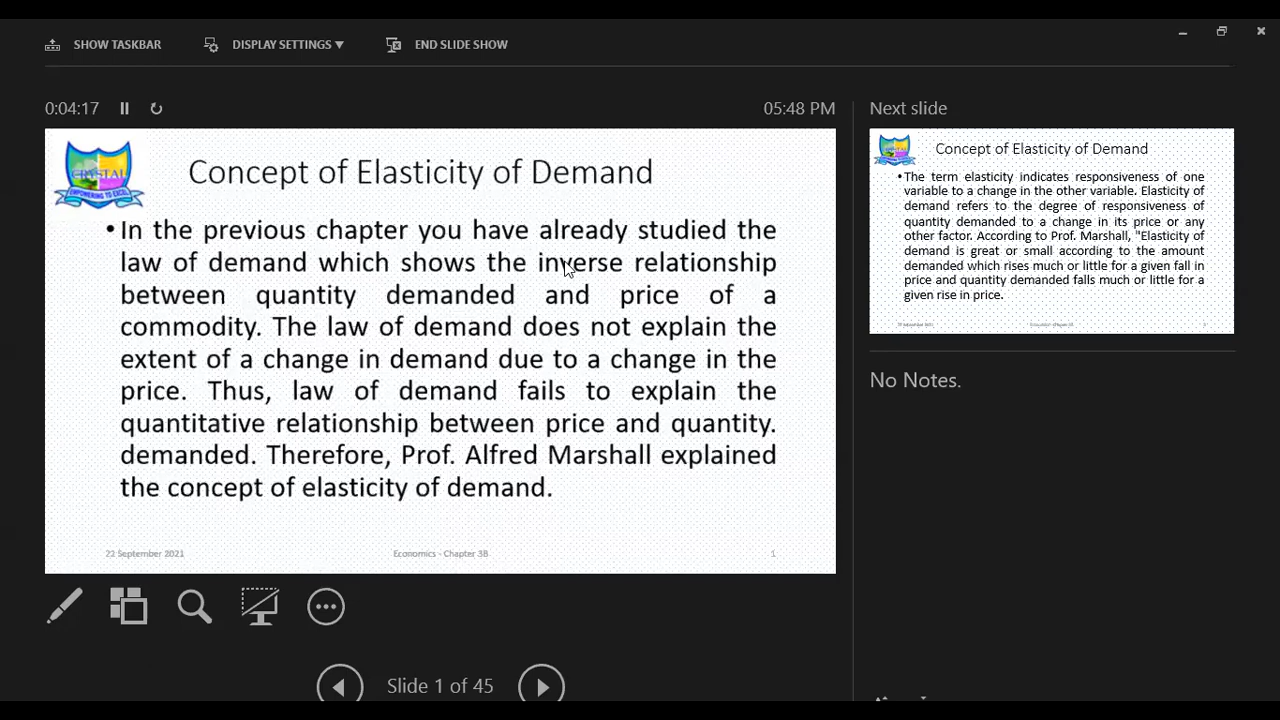 SHOW TASKBAR
DISPLAY SETTINGS ▾
END SLIDE SHOW
0:04:17
05:48 PM
Next slide
CRYSTAL
EMPOWERING TO EXCEL
Concept of Elasticity of Demand
• In the previous chapter you have already studied the
law of demand which shows the inverse relationship
between quantity demanded and price of a
commodity. The law of demand does not explain the
extent of a change in demand due to a change in the
price. Thus, law of demand fails to explain the
quantitative relationship between price and quantity.
demanded. Therefore, Prof. Alfred Marshall explained
the concept of elasticity of demand.
22 September 2021
Economics - Chapter 3B
1
Concept of Elasticity of Demand
• The term elasticity indicates responsiveness of one
variable to a change in the other variable. Elasticity of
demand refers to the degree of responsiveness of
quantity demanded to a change in its price or any
other factor. According to Prof. Marshall, "Elasticity of
demand is great or small according to the amount
demanded which rises much or little for a given fall in
price and quantity demanded falls much or little for a
given rise in price.
No Notes.
Slide 1 of 45